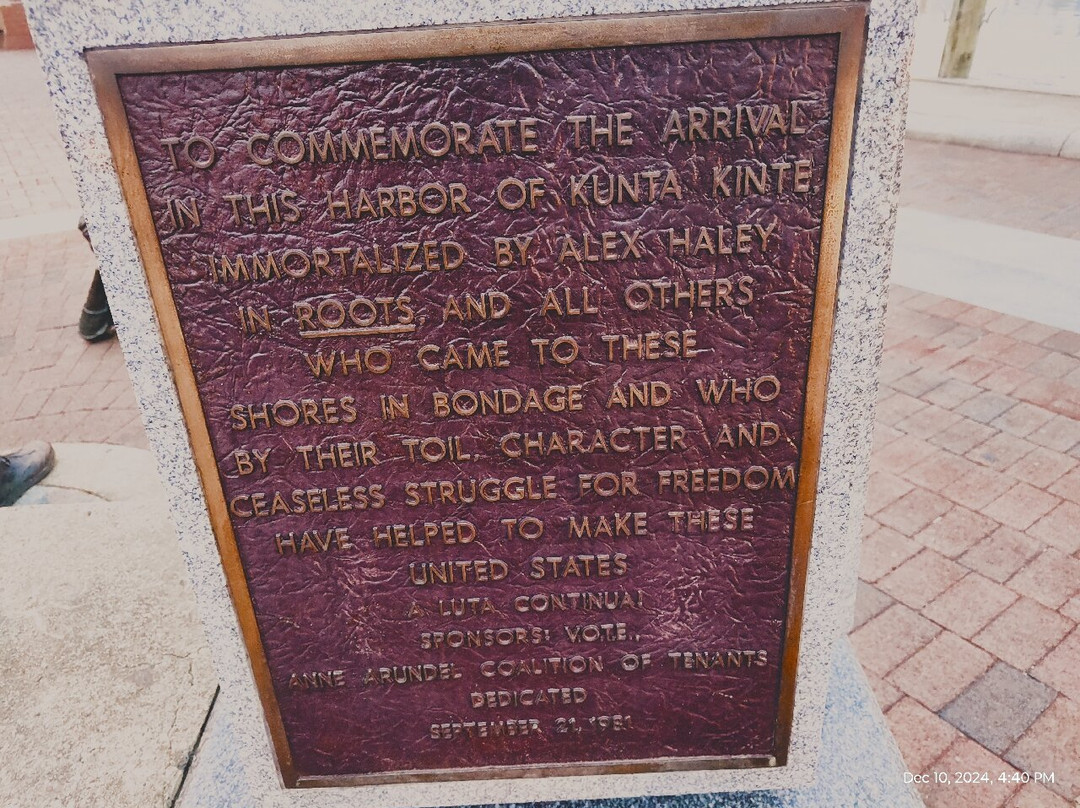 TO COMMEMORATE THE ARRIVAL
IN THIS HARBOR OF KUNTA KINTE
IMMORTALIZED BY ALEX HALEY
IN ROOTS, AND ALL OTHERS
WHO CAME TO THESE
SHORES IN BONDAGE AND WHO
BY THEIR TOIL, CHARACTER AND
CEASELESS STRUGGLE FOR FREEDOM
HAVE HELPED TO MAKE THESE
UNITED STATES
A LUTA CONTINUA!
SPONSORS: V.O.T.E.,
ANNE ARUNDEL COALITION OF TENANTS
DEDICATED
SEPTEMBER 21, 1981
Dec 10, 2024, 4:40 PM